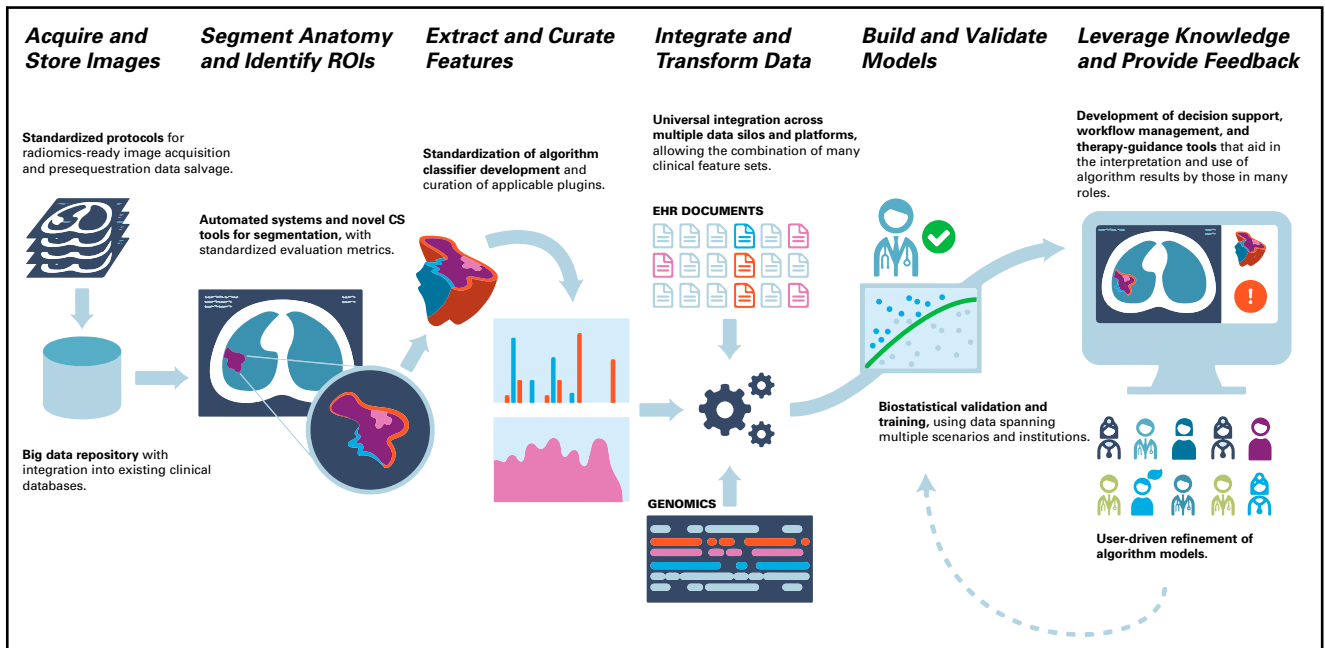 Acquire and
Store Images
Segment Anatomy
and Identify ROIs
Extract and Curate
Features
Integrate and
Transform Data
Build and Validate
Models
Leverage Knowledge
and Provide Feedback
Standardized protocols for
radiomics-ready image acquisition
and presequestration data salvage.
Big data repository with
integration into existing clinical
databases.
Automated systems and novel CS
tools for segmentation, with
standardized evaluation metrics.
Standardization of algorithm
classifier development and
curation of applicable plugins.
Universal integration across
multiple data silos and platforms,
allowing the combination of many
clinical feature sets.
EHR DOCUMENTS
GENOMICS
Biostatistical validation and
training, using data spanning
multiple scenarios and institutions.
Development of decision support,
workflow management, and
therapy-guidance tools that aid in
the interpretation and use of
algorithm results by those in many
roles.
!
User-driven refinement of
algorithm models.